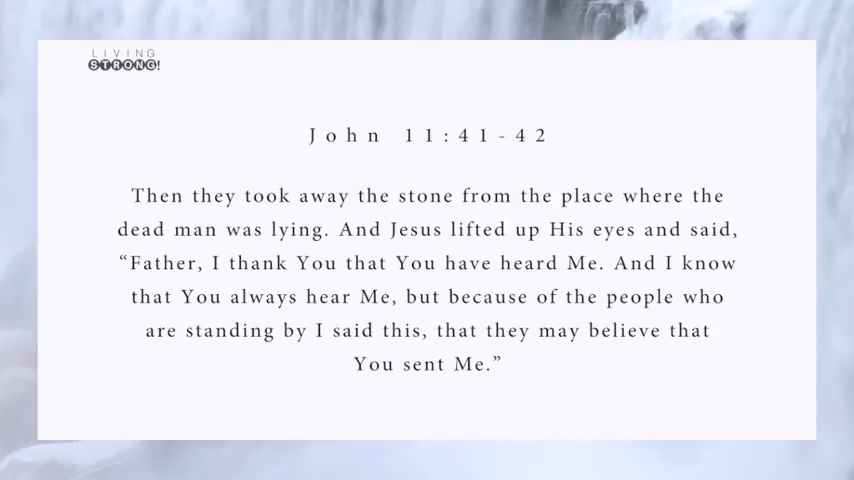 LIVING
STRONG!
John 11:41-42
Then they took away the stone from the place where the
dead man was lying. And Jesus lifted up His eyes and said,
“Father, I thank You that You have heard Me. And I know
that You always hear Me, but because of the people who
are standing by I said this, that they may believe that
You sent Me.”